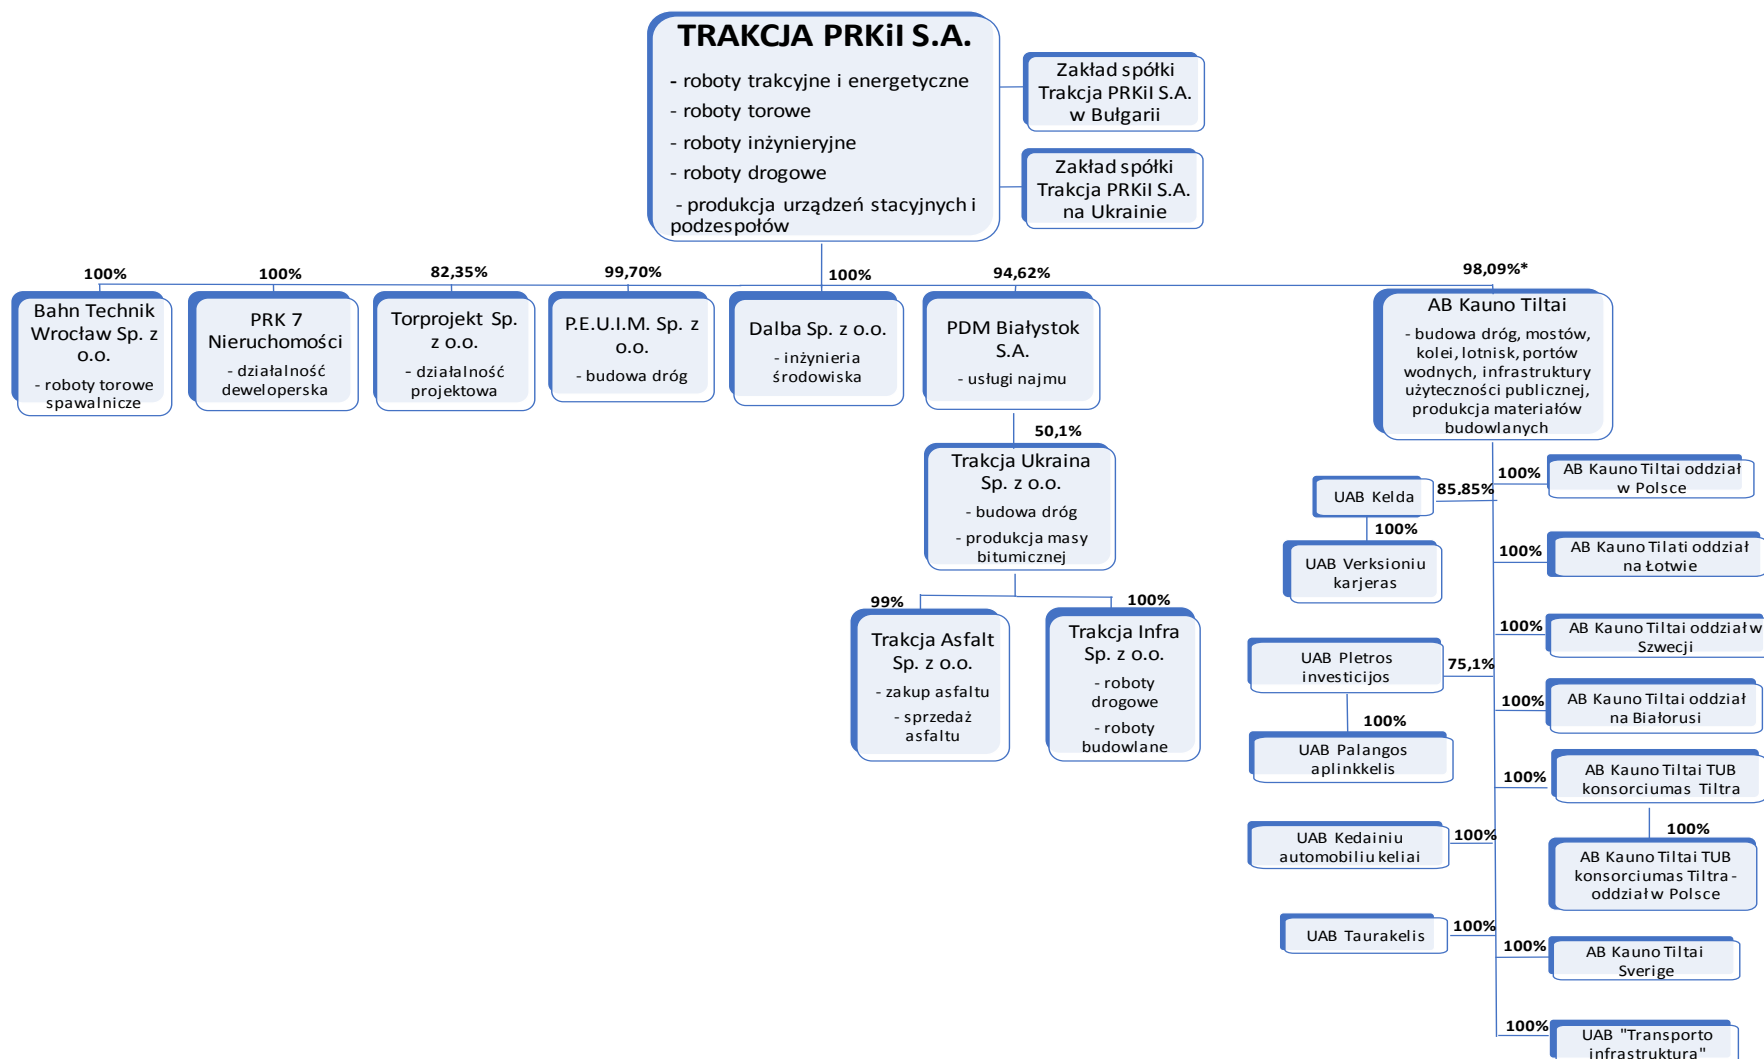 TRAKCJA PRKiI S.A.
- roboty trakcyjne i energetyczne
- roboty torowe
- roboty inżynieryjne
- roboty drogowe
- produkcja urządzeń stacyjnych i
podzespołów
Zakład spółki
Trakcja PRKiI S.A.
w Bułgarii
Zakład spółki
Trakcja PRKiI S.A.
na Ukrainie
100%
Bahn Technik
Wrocław Sp. z
o.o.
- roboty torowe
spawalnicze
100%
PRK 7
Nieruchomości
- działalność
deweloperska
82,35%
Torprojekt Sp.
z o.o.
- działalność
projektowa
99,70%
P.E.U.I.M. Sp. z
o.o.
- budowa dróg
100%
Dalba Sp. z o.o.
- inżynieria
środowiska
94,62%
PDM Białystok
S.A.
- usługi najmu
50,1%
Trakcja Ukraina
Sp. z o.o.
- budowa dróg
- produkcja masy
bitumicznej
99%
Trakcja Asfalt
Sp. z o.o.
- zakup asfaltu
- sprzedaż
asfaltu
100%
Trakcja Infra
Sp. z o.o.
- roboty
drogowe
- roboty
budowlane
98,09%*
AB Kauno Tiltai
- budowa dróg, mostów,
kolei, lotnisk, portów
wodnych, infrastruktury
użyteczności publicznej,
produkcja materiałów
budowlanych
85,85%
UAB Kelda
100%
UAB Verksioniu
karjeras
75,1%
UAB Pletros
investicijos
100%
UAB Palangos
aplinkkelis
100%
UAB Kedainiu
automobiliu keliai
100%
UAB Taurakelis
100%
AB Kauno Tiltai oddział
w Polsce
100%
AB Kauno Tilati oddział
na Łotwie
100%
AB Kauno Tiltai oddział w
Szwecji
100%
AB Kauno Tiltai oddział
na Białorusi
100%
AB Kauno Tiltai TUB
konsorciumas Tiltra
100%
AB Kauno Tiltai TUB
konsorciumas Tiltra -
oddział w Polsce
100%
AB Kauno Tiltai
Sverige
100%
UAB "Transporto
infrastruktura"